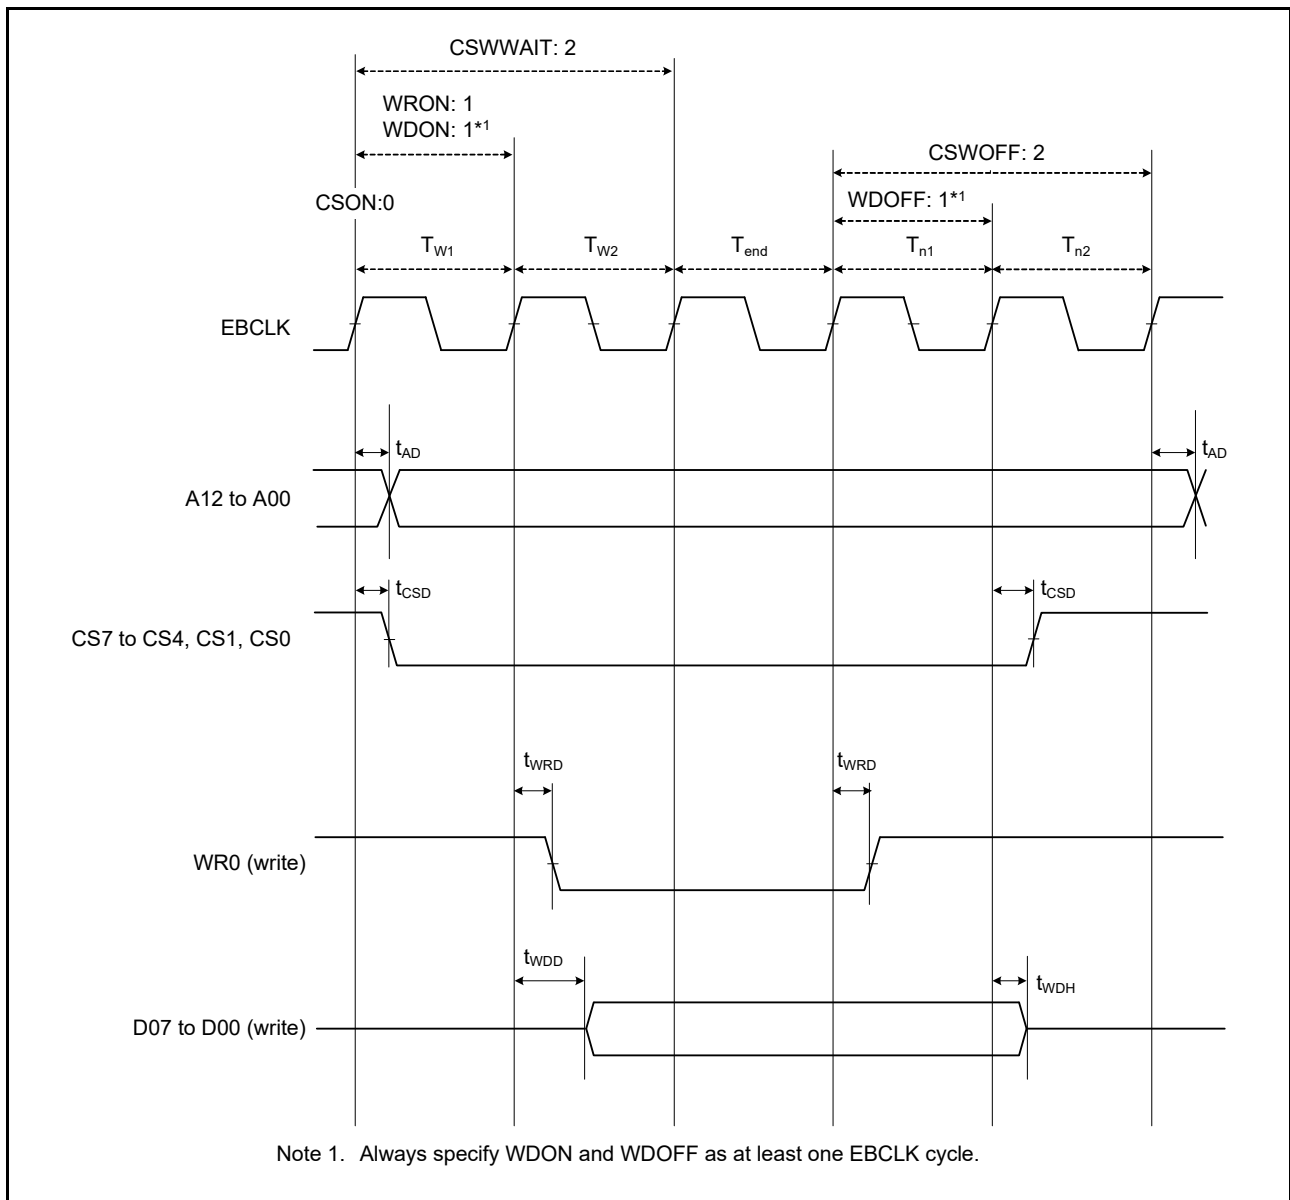 CSWWAIT: 2
WRON: 1
WDON: 1*1
CSWOFF: 2
WDOFF: 1*1
CSON:0
TW1
TW2
Tend
Tn1
Tn2
EBCLK
tAD
tAD
A12 to A00
tCSD
tCSD
CS7 to CS4, CS1, CS0
tWRD
tWRD
WR0 (write)
tWDD
tWDH
D07 to D00 (write)
Note 1. Always specify WDON and WDOFF as at least one EBCLK cycle.